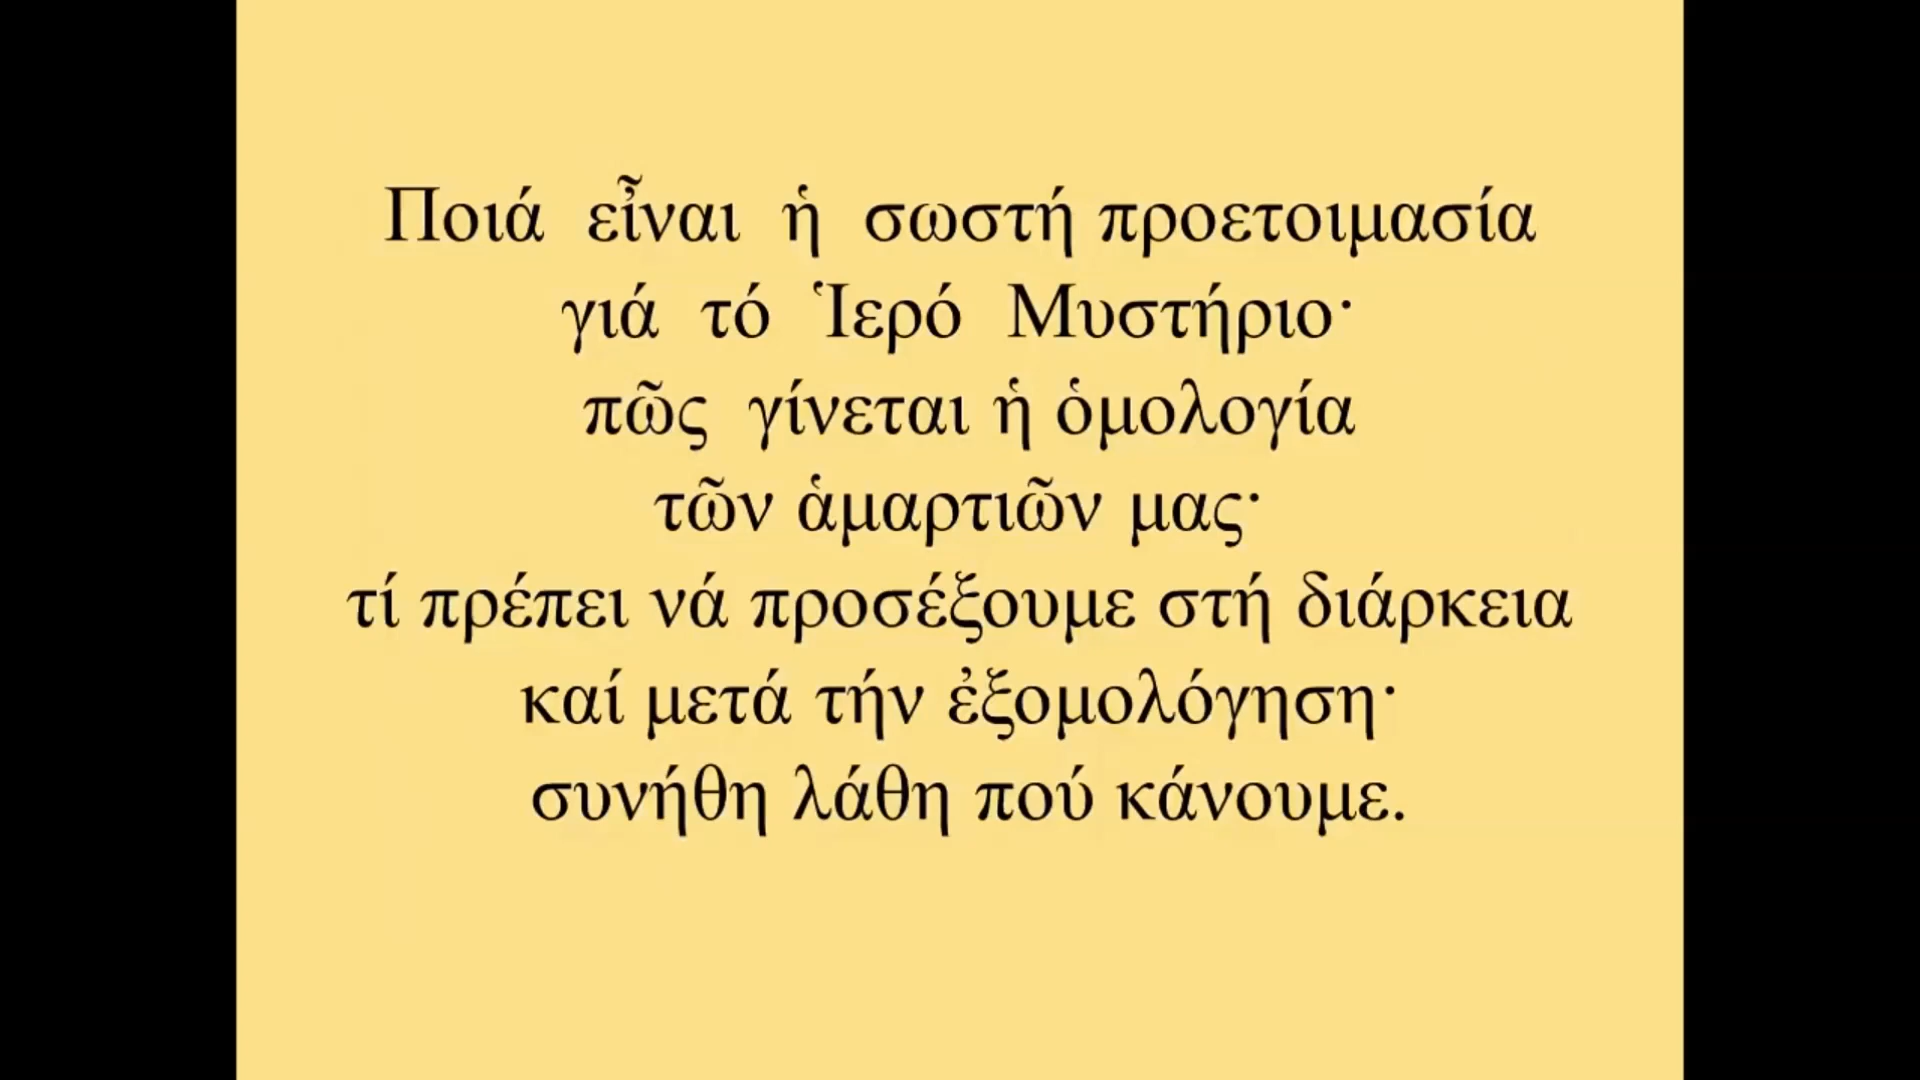 Ποιά εἶναι ἡ σωστή προετοιμασία
γιά τό Ἱερό Μυστήριο·
πῶς γίνεται ἡ ὁμολογία
τῶν ἁμαρτιῶν μας·
τί πρέπει νά προσέξουμε στή διάρκεια
καί μετά τήν ἐξομολόγηση·
συνήθη λάθη πού κάνουμε.